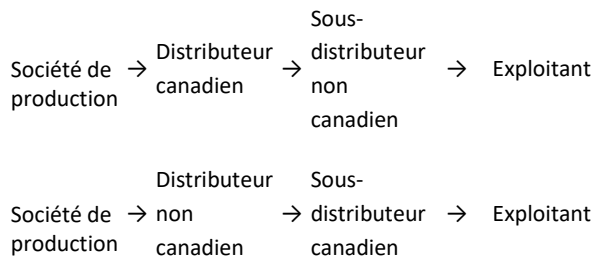 Société de production → Distributeur canadien → Sous-distributeur non canadien → Exploitant
Société de production → Distributeur non canadien → Sous-distributeur canadien → Exploitant